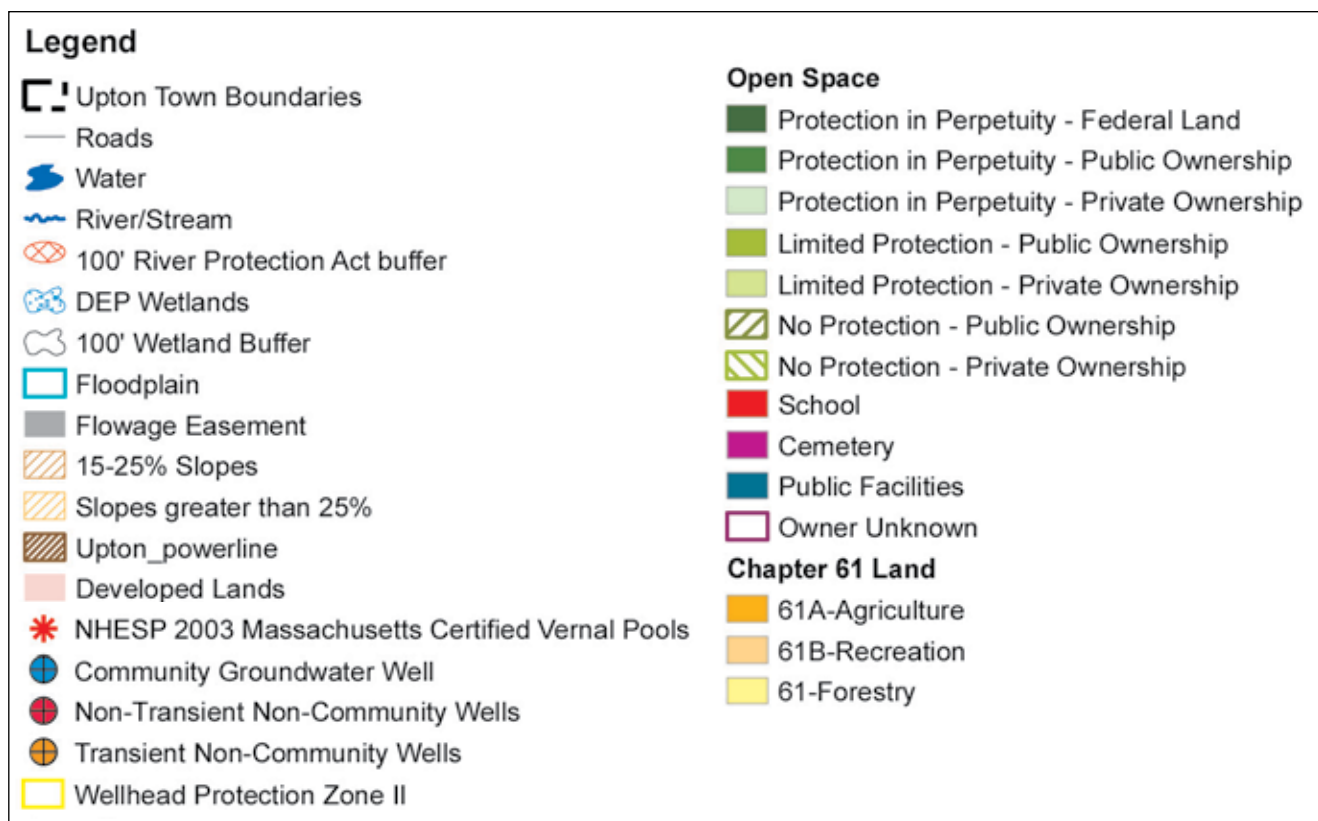 Legend
Upton Town Boundaries
Roads
Water
River/Stream
100' River Protection Act buffer
DEP Wetlands
100' Wetland Buffer
Floodplain
Flowage Easement
15-25% Slopes
Slopes greater than 25%
Upton_powerline
Developed Lands
NHESP 2003 Massachusetts Certified Vernal Pools
Community Groundwater Well
Non-Transient Non-Community Wells
Transient Non-Community Wells
Wellhead Protection Zone II
Open Space
Protection in Perpetuity - Federal Land
Protection in Perpetuity - Public Ownership
Protection in Perpetuity - Private Ownership
Limited Protection - Public Ownership
Limited Protection - Private Ownership
No Protection - Public Ownership
No Protection - Private Ownership
School
Cemetery
Public Facilities
Owner Unknown
Chapter 61 Land
61A-Agriculture
61B-Recreation
61-Forestry